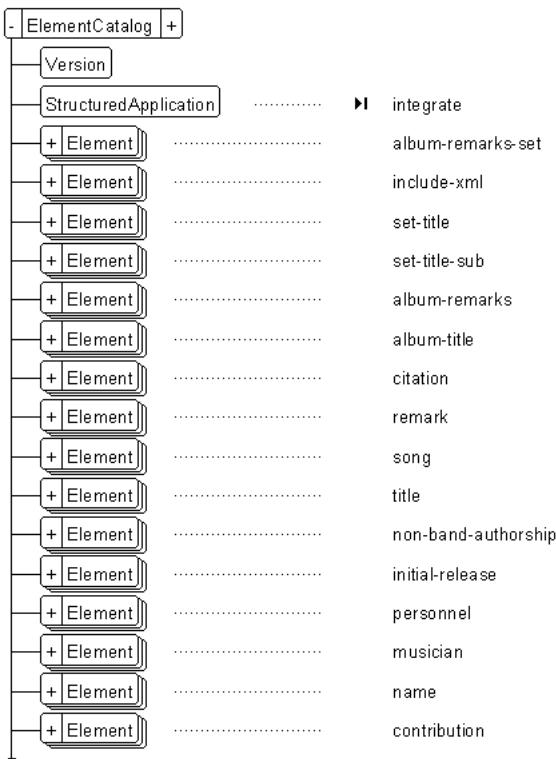 - ElementCatalog +
Version
StructuredApplication integrate
+ Element album-remarks-set
+ Element include-xml
+ Element set-title
+ Element set-title-sub
+ Element album-remarks
+ Element album-title
+ Element citation
+ Element remark
+ Element song
+ Element title
+ Element non-band-authorship
+ Element initial-release
+ Element personnel
+ Element musician
+ Element name
+ Element contribution